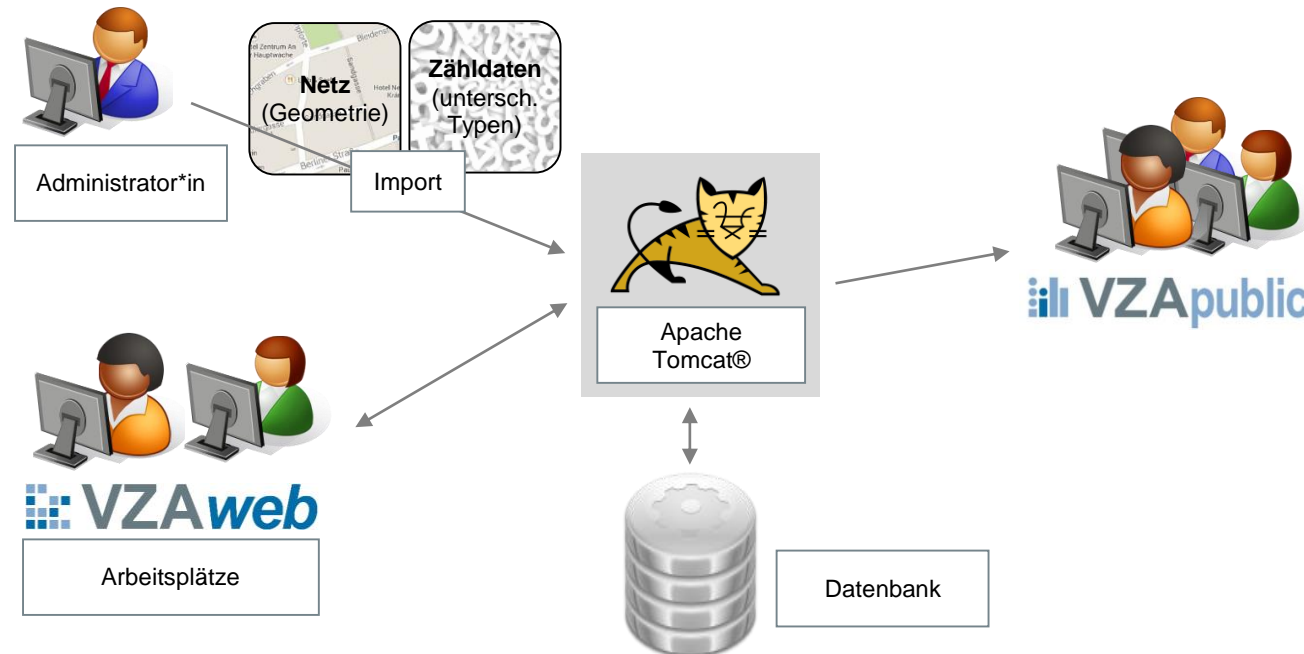 Netz
(Geometrie)
Zähldaten
(untersch.
Typen)
Administrator*in
Import
Apache
Tomcat®
VZApublic
VZAweb
Arbeitsplätze
Datenbank